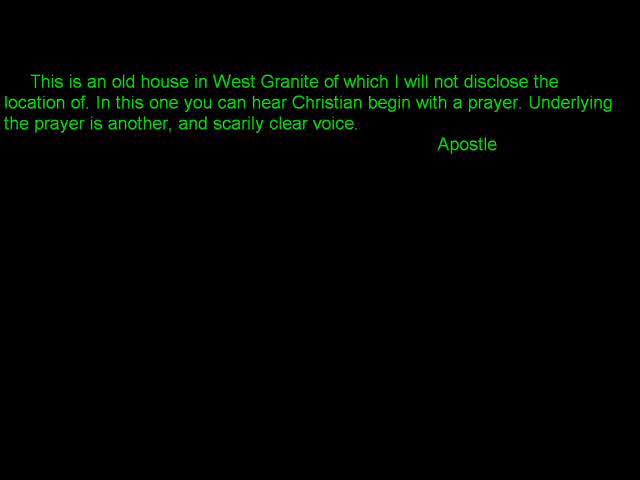 This is an old house in West Granite of which I will not disclose the
location of. In this one you can hear Christian begin with a prayer. Underlying
the prayer is another, and scarily clear voice.
Apostle